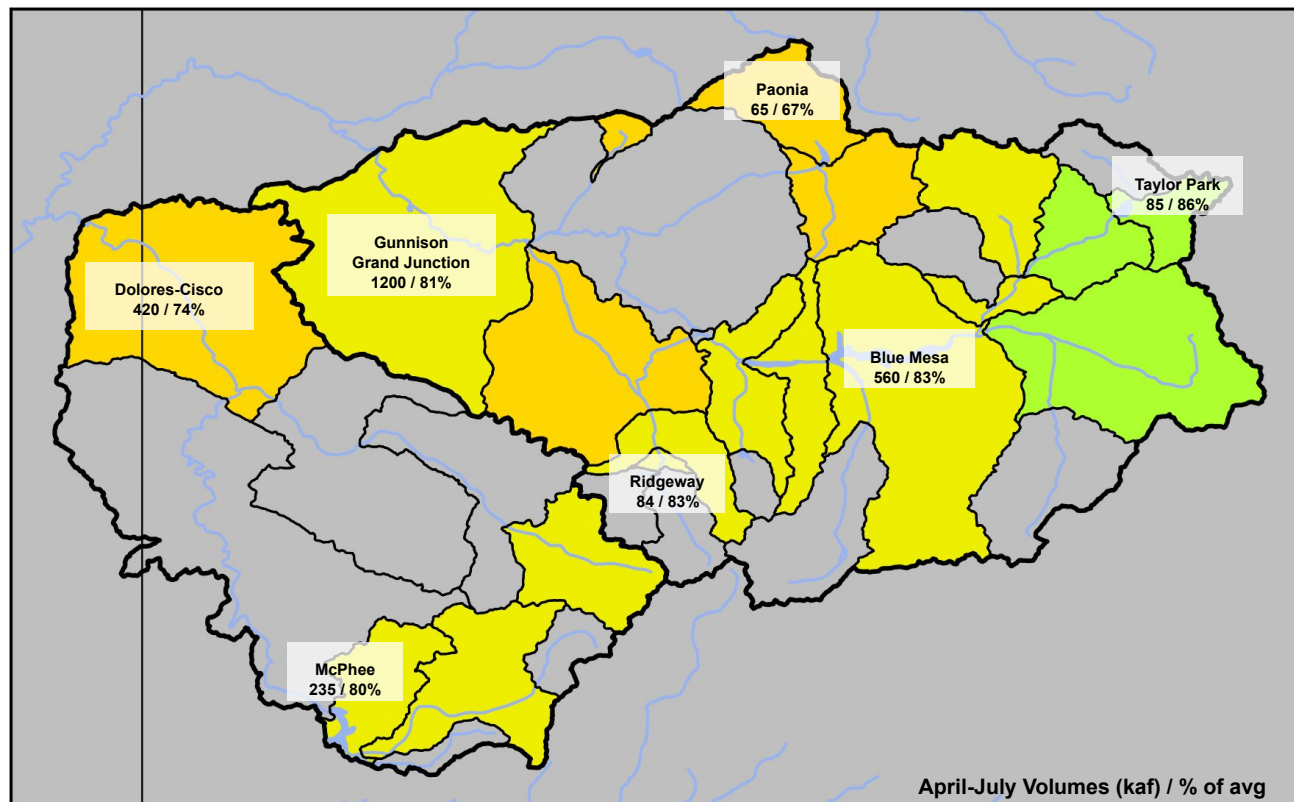 Paonia
65 / 67%
Taylor Park
85 / 86%
Gunnison
Grand Junction
1200 / 81%
Dolores-Cisco
420 / 74%
Blue Mesa
560 / 83%
Ridgeway
84 / 83%
McPhee
235 / 80%
April-July Volumes (kaf) / % of avg